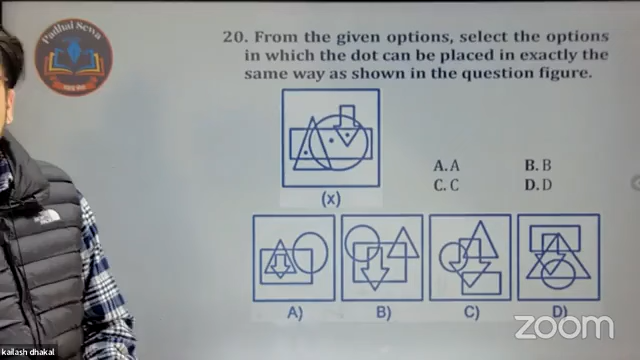 Padhai Sewa
20. From the given options, select the options
in which the dot can be placed in exactly the
same way as shown in the question figure.
(x)
A. A
B. B
C. C
D. D
A)
B)
C)
D)
zoom
kailash dhakal